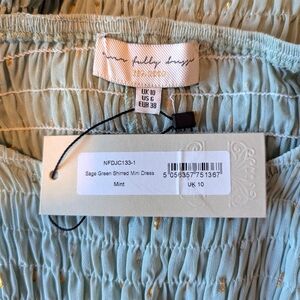 never fully dressed
UK 10
US 6
EUR 38
NFDJC133-1
Sage Green Shirred Mini Dress
Mint
5 056357 751367
UK 10